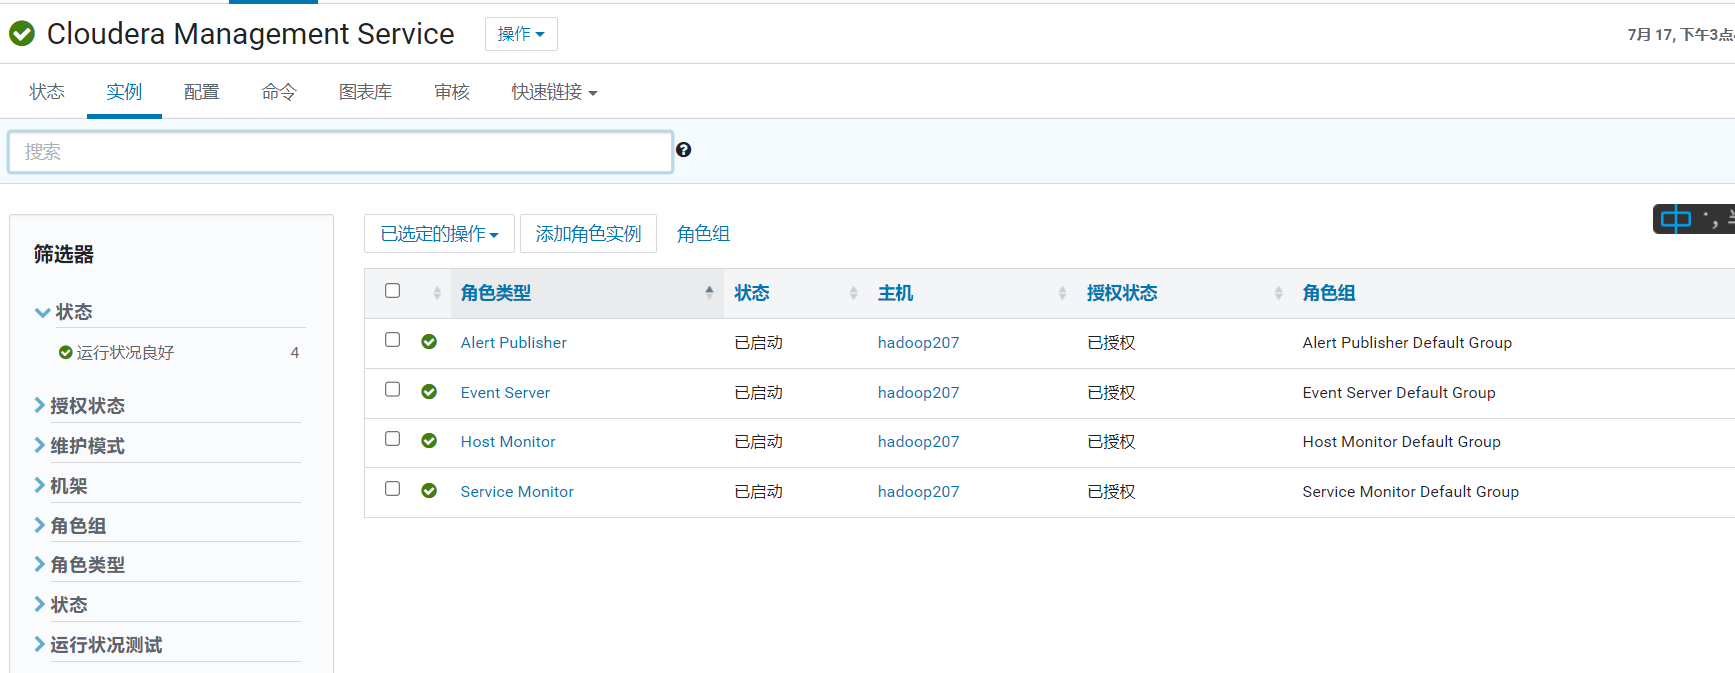 Cloudera Management Service 操作
7月 17, 下午3点
状态 实例 配置 命令 图表库 审核 快速链接
搜索
中
筛选器
状态
运行状况良好 4
授权状态
维护模式
机架
角色组
角色类型
状态
运行状况测试
已选定的操作 添加角色实例 角色组
角色类型 状态 主机 授权状态 角色组
Alert Publisher 已启动 hadoop207 已授权 Alert Publisher Default Group
Event Server 已启动 hadoop207 已授权 Event Server Default Group
Host Monitor 已启动 hadoop207 已授权 Host Monitor Default Group
Service Monitor 已启动 hadoop207 已授权 Service Monitor Default Group